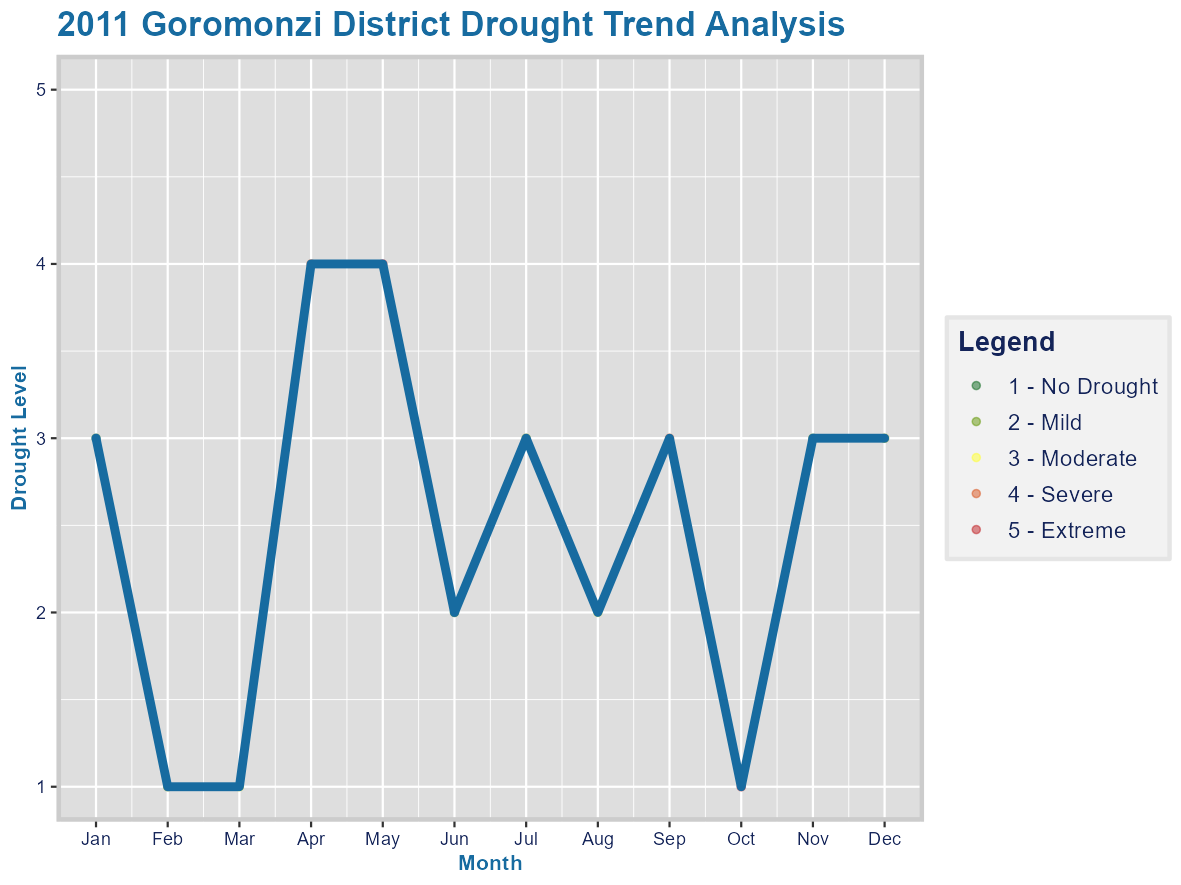 2011 Goromonzi District Drought Trend Analysis
Drought Level
5
4
3
2
1
Jan Feb Mar Apr May Jun Jul Aug Sep Oct Nov Dec
Month
Legend
1 - No Drought
2 - Mild
3 - Moderate
4 - Severe
5 - Extreme